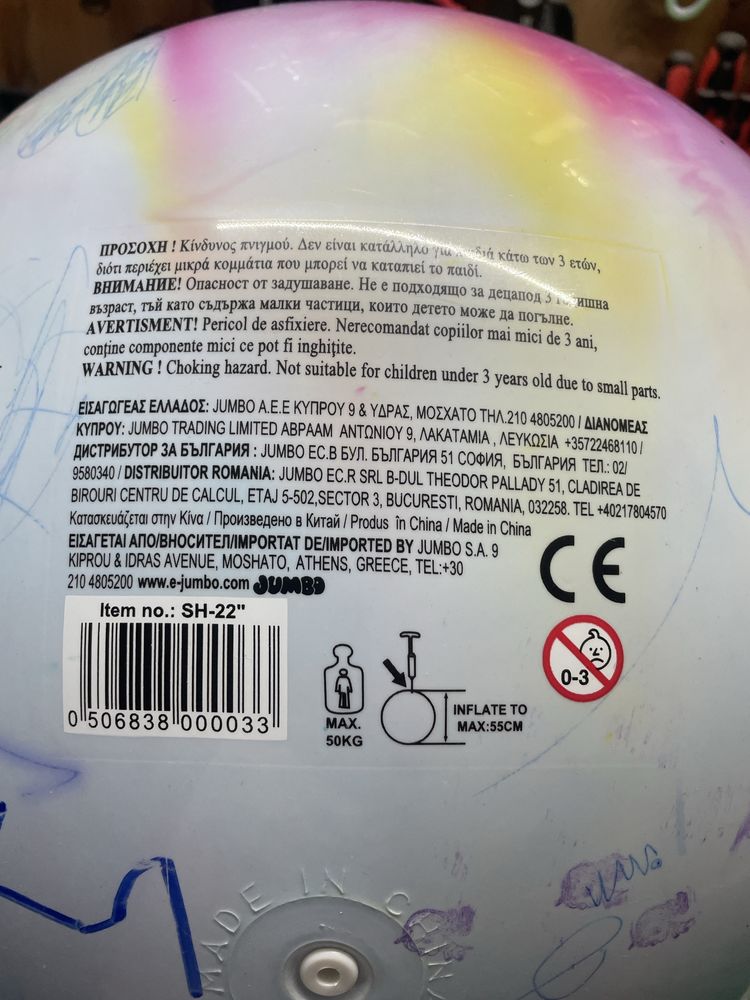 ΠΡΟΣΟΧΗ ! Κίνδυνος πνιγμού. Δεν είναι κατάλληλο για παιδιά κάτω των 3 ετών,
διότι περιέχει μικρά κομμάτια που μπορεί να καταπιεί το παιδί.
ВНИМАНИЕ! Опасност от задушаване. Не е подходящо за децапод 3 годишна
възраст, тъй като съдържа малки частици, които детето може да погълне.
AVERTISMENT! Pericol de asfixiere. Nerecomandat copiilor mai mici de 3 ani,
conține componente mici ce pot fi inghițite.
WARNING ! Choking hazard. Not suitable for children under 3 years old due to small parts.
ΕΙΣΑΓΩΓΕΑΣ ΕΛΛΑΔΟΣ: JUMBO A.E.E ΚΥΠΡΟΥ 9 & ΥΔΡΑΣ, ΜΟΣΧΑΤΟ ΤΗΛ.210 4805200 / ΔΙΑΝΟΜΕΑΣ
ΚΥΠΡΟΥ: JUMBO TRADING LIMITED ΑΒΡΑΑΜ ΑΝΤΩΝΙΟΥ 9, ΛΑΚΑΤΑΜΙΑ , ΛΕΥΚΩΣΙΑ +35722468110 /
ДИСТРИБУТОР ЗА БЪЛГАРИЯ : JUMBO EC.B БУЛ. БЪЛГАРИЯ 51 СОФИЯ, БЪЛГАРИЯ ТЕЛ.: 02/
9580340 / DISTRIBUITOR ROMANIA: JUMBO EC.R SRL B-DUL THEODOR PALLADY 51, CLADIREA DE
BIROURI CENTRU DE CALCUL, ETAJ 5-502,SECTOR 3, BUCURESTI, ROMANIA, 032258. TEL +40217804570
Κατασκευάζεται στην Κίνα / Произведено в Китай / Produs în China / Made in China
ΕΙΣΑΓΕΤΑΙ ΑΠΟ/ВНОСИТЕЛ/IMPORTAT DE/IMPORTED BY JUMBO S.A. 9
KIPROU & IDRAS AVENUE, MOSHATO, ATHENS, GREECE, TEL:+30
210 4805200 www.e-jumbo.com JUMBO
CE
Item no.: SH-22"
0 506838 000033
MAX.
50KG
INFLATE TO
MAX:55CM
0-3
MADE IN CHINA